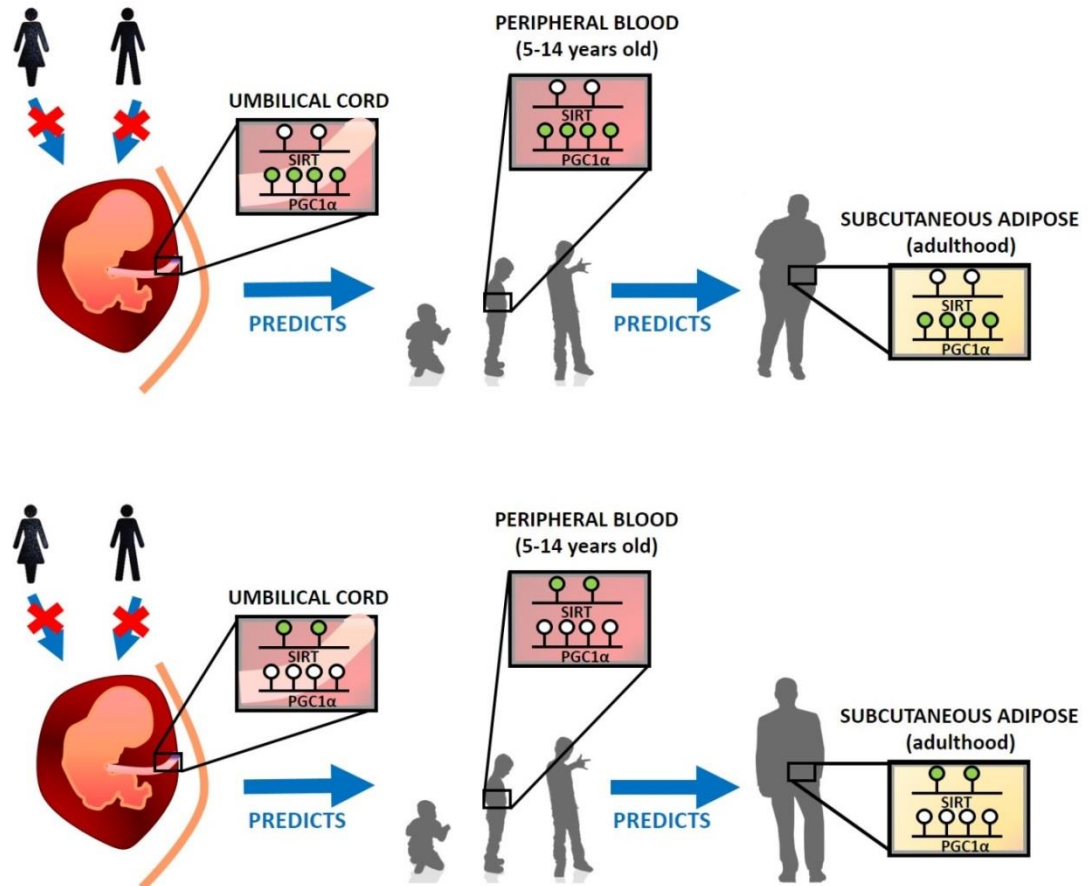 PERIPHERAL BLOOD
(5-14 years old)
UMBILICAL CORD
SIRT
PGC1α
SIRT
PGC1α
SUBCUTANEOUS ADIPOSE
(adulthood)
SIRT
PGC1α
PREDICTS
PREDICTS
PERIPHERAL BLOOD
(5-14 years old)
UMBILICAL CORD
SIRT
PGC1α
SIRT
PGC1α
SUBCUTANEOUS ADIPOSE
(adulthood)
SIRT
PGC1α
PREDICTS
PREDICTS